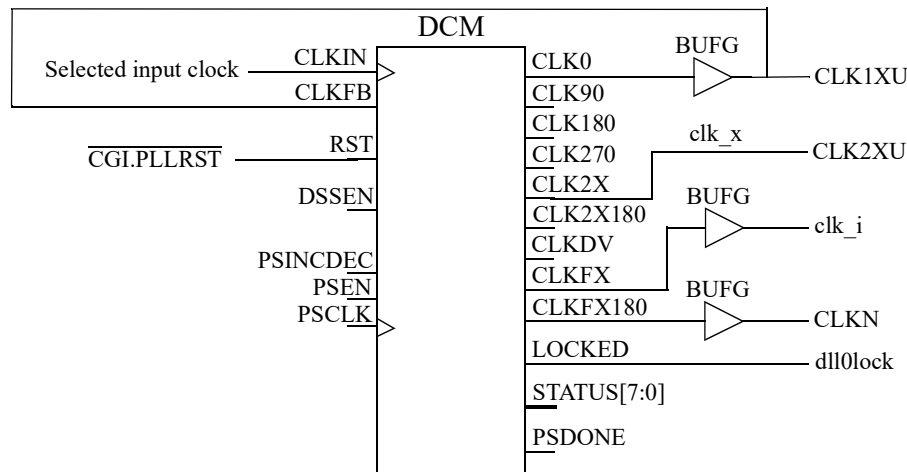 DCM
Selected input clock
CLKIN
CLKFB
CGI.PLLRST
RST
DSSEN
PSINCDEC
PSEN
PSCLK
CLK0
BUFG
CLK1XU
CLK90
CLK180
CLK270
clk_x
CLK2XU
CLK2X
CLK2X180
BUFG
clk_i
CLKDV
CLKFX
BUFG
CLKFX180
CLKN
LOCKED
dll0lock
STATUS[7:0]
PSDONE